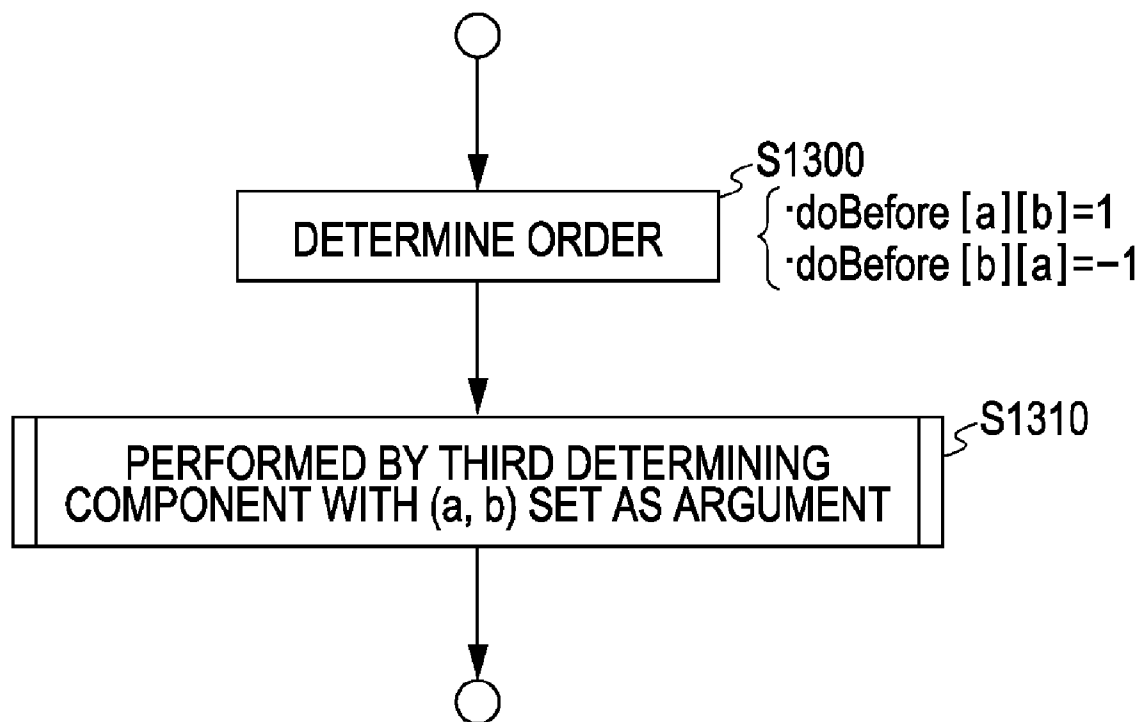 S1300
DETERMINE ORDER
·doBefore [a][b]=1
·doBefore [b][a]=−1
S1310
PERFORMED BY THIRD DETERMINING
COMPONENT WITH (a, b) SET AS ARGUMENT